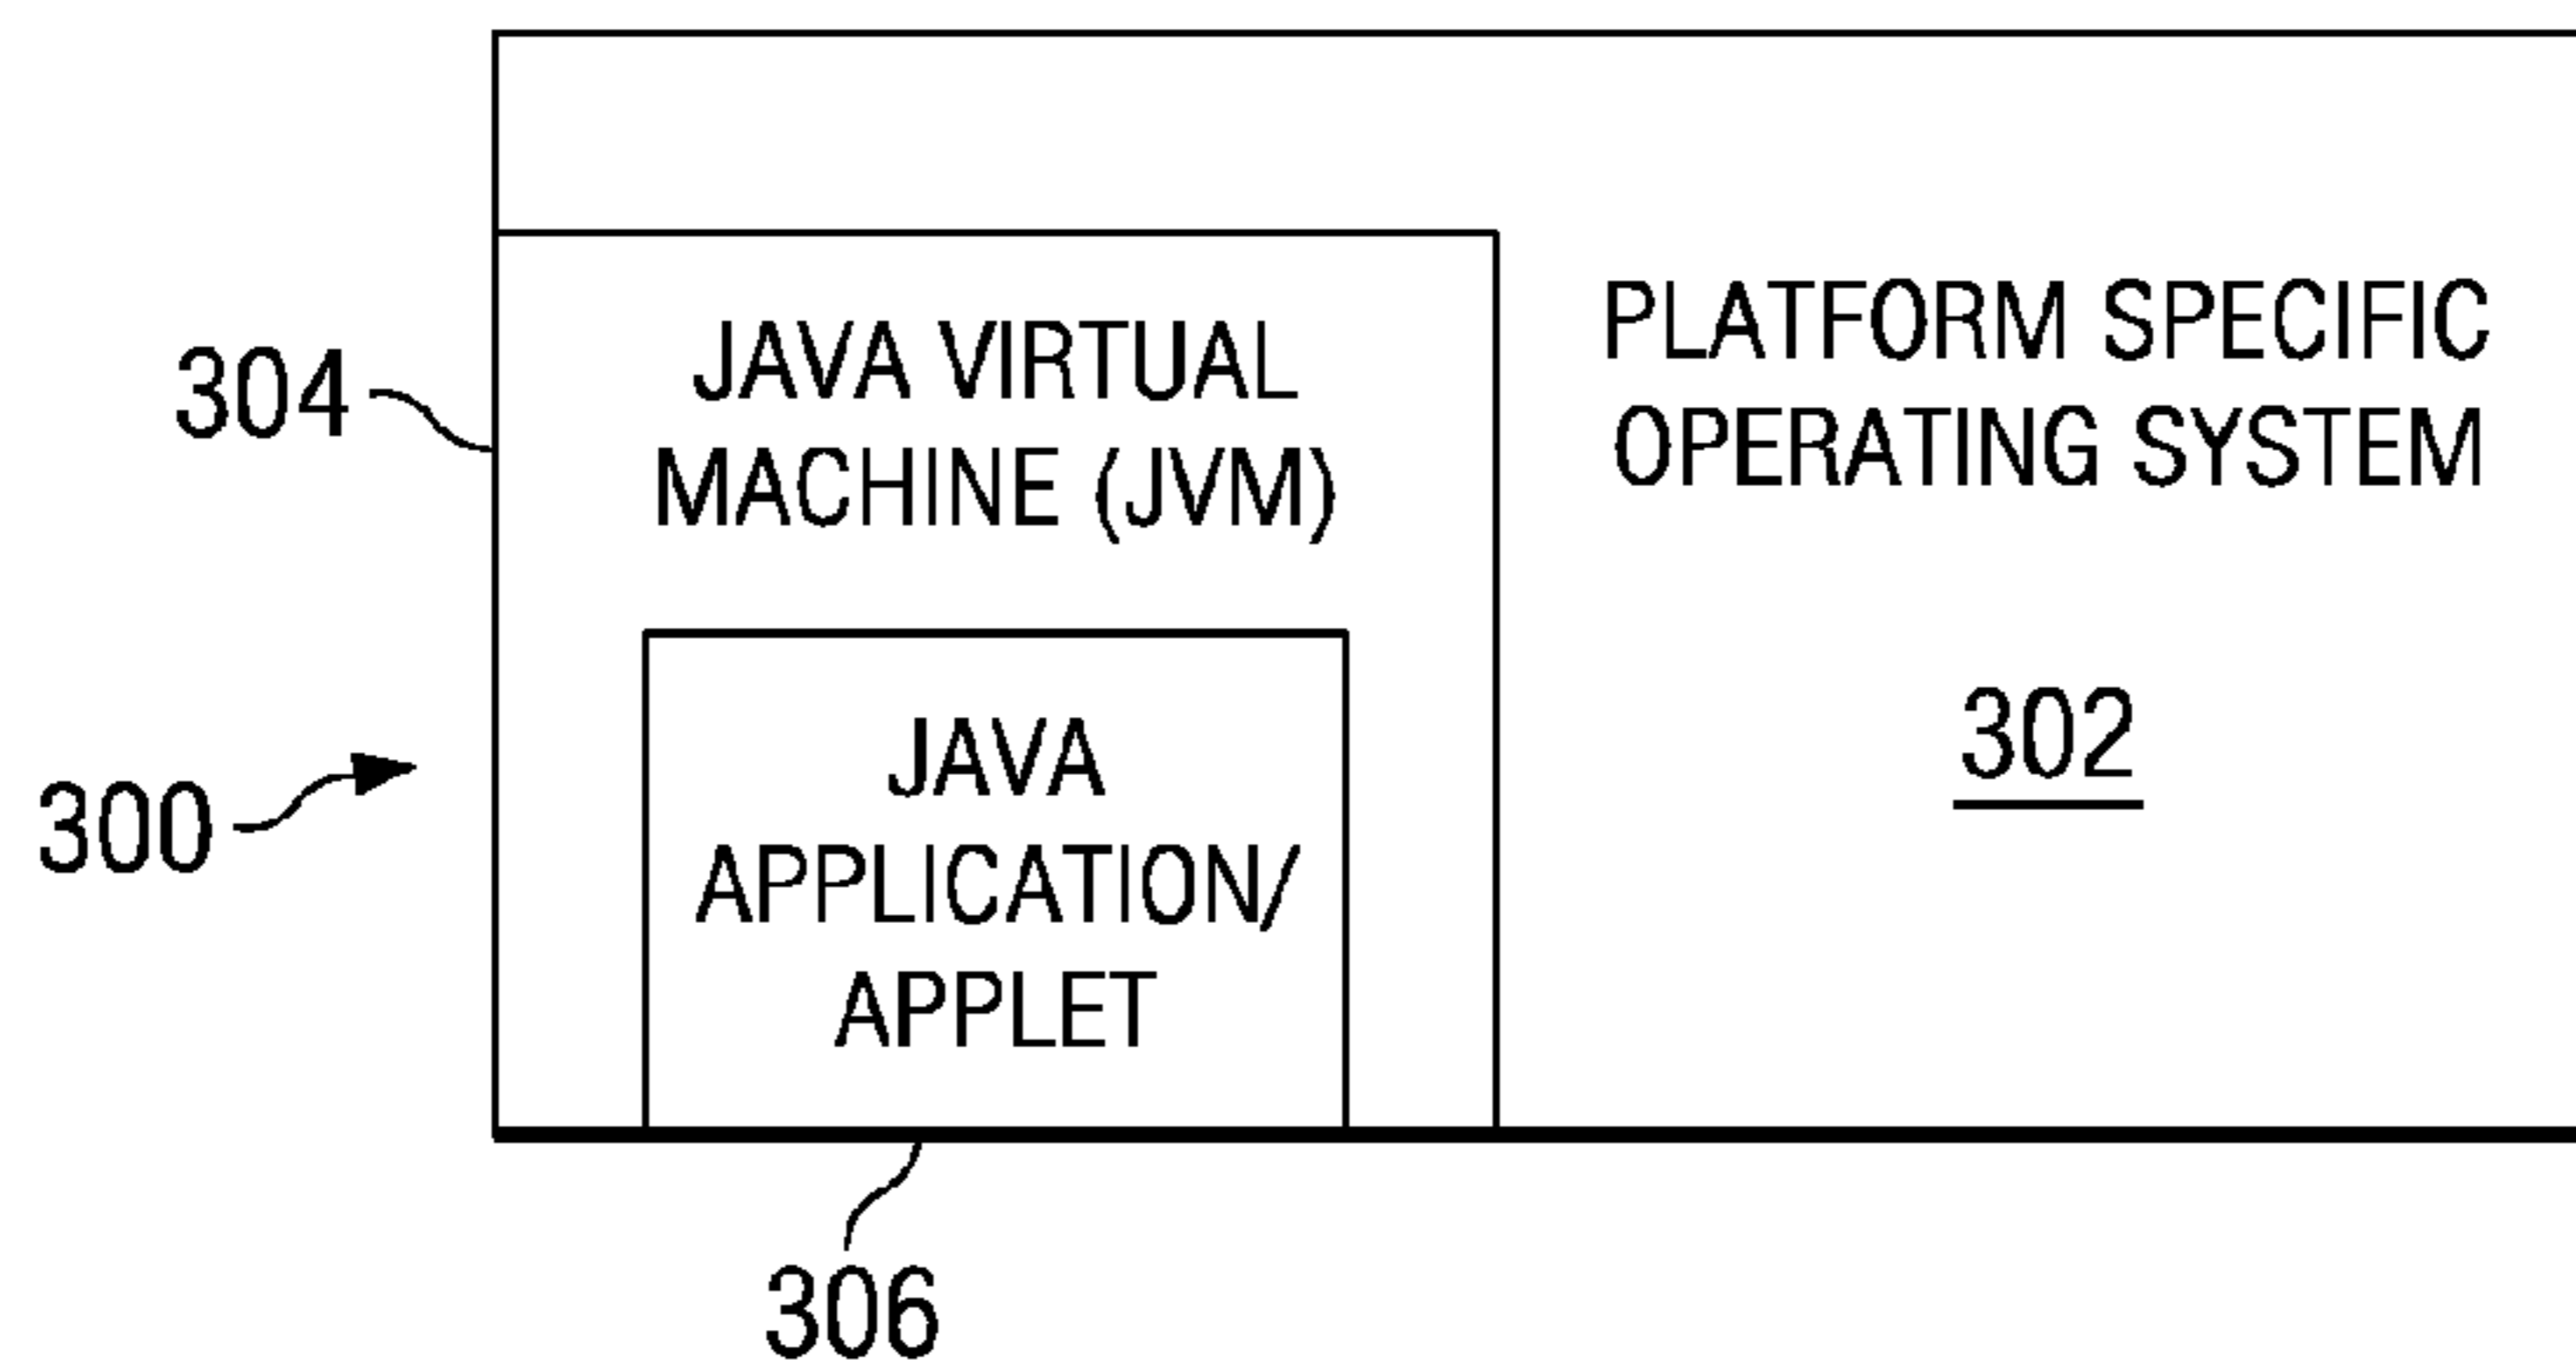 PLATFORM SPECIFIC
OPERATING SYSTEM
302
304
JAVA VIRTUAL
MACHINE (JVM)
300
JAVA
APPLICATION/
APPLET
306